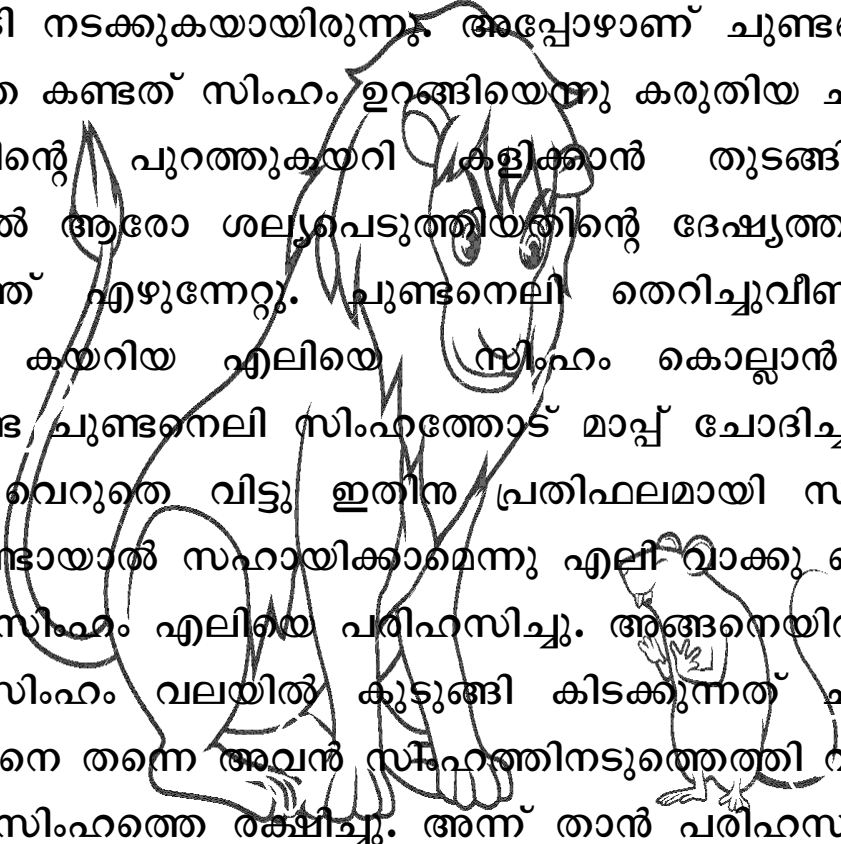 നടക്കുകയായിരുന്നു. അപ്പോഴാണ്
കണ്ടത് സിംഹം ഉറങ്ങിയെന്നു കരുതിയ
പുറത്തുകയറി കളിക്കാൻ തുടങ്ങി
ആരോ ശല്യപെടുത്തിയതിന്റെ ദേഷ്യത്ത
എഴുന്നേറ്റു. ചുണ്ടനെലി തെറിച്ചുവീണ
കയറിയ എലിയെ സിംഹം കൊല്ലാൻ
ചുണ്ടനെലി സിംഹത്തോട് മാപ്പ് ചോദിച്ച
വെറുതെ വിട്ടു ഇതിനു പ്രതിഫലമായി
ണ്ടായാൽ സഹായിക്കാമെന്നു എലി വാക്കു
സിംഹം എലിയെ പരിഹസിച്ചു. അങ്ങനെയിര
സിംഹം വലയിൽ കുടുങ്ങി കിടക്കുന്നത്
നെ തന്നെ അവൻ സിംഹത്തിനടുത്തെത്തി
സിംഹത്തെ രക്ഷിച്ചു. അന്ന് താൻ പരിഹസ